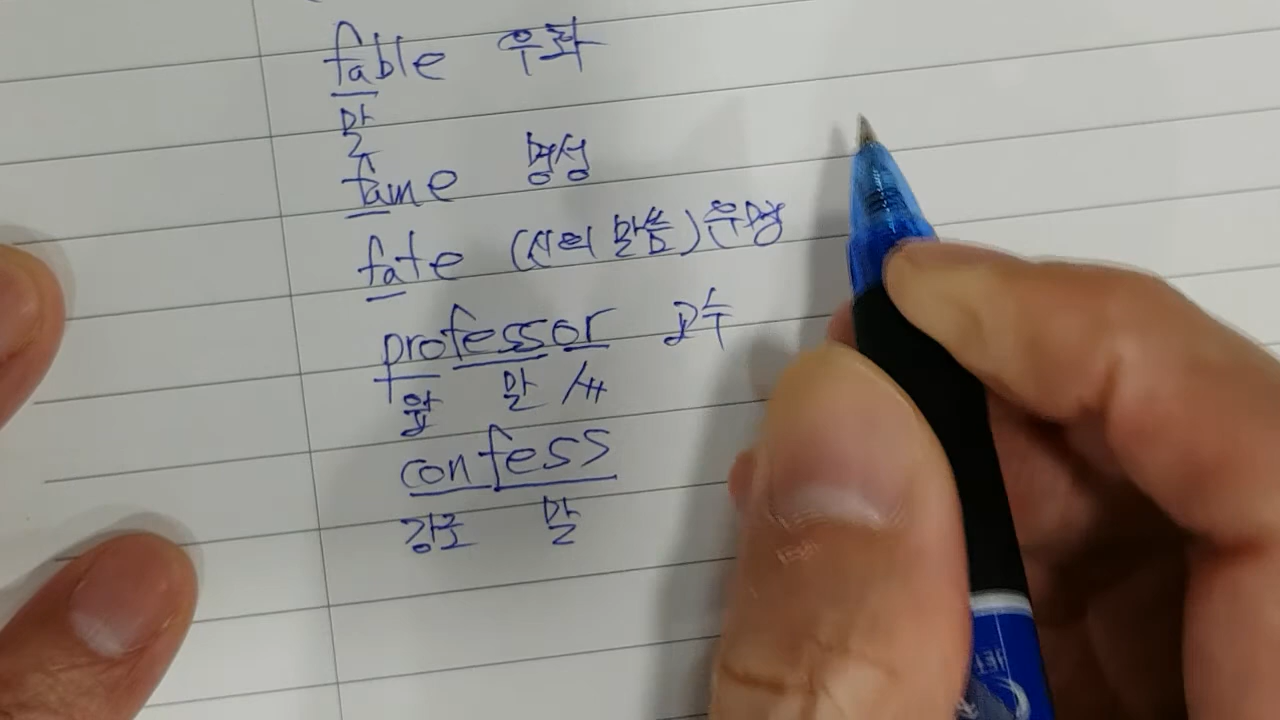 fable 우화
말
fame 명성
fate (신의 말씀) 운명
professor 교수
앞 말 사
confess
강조 말